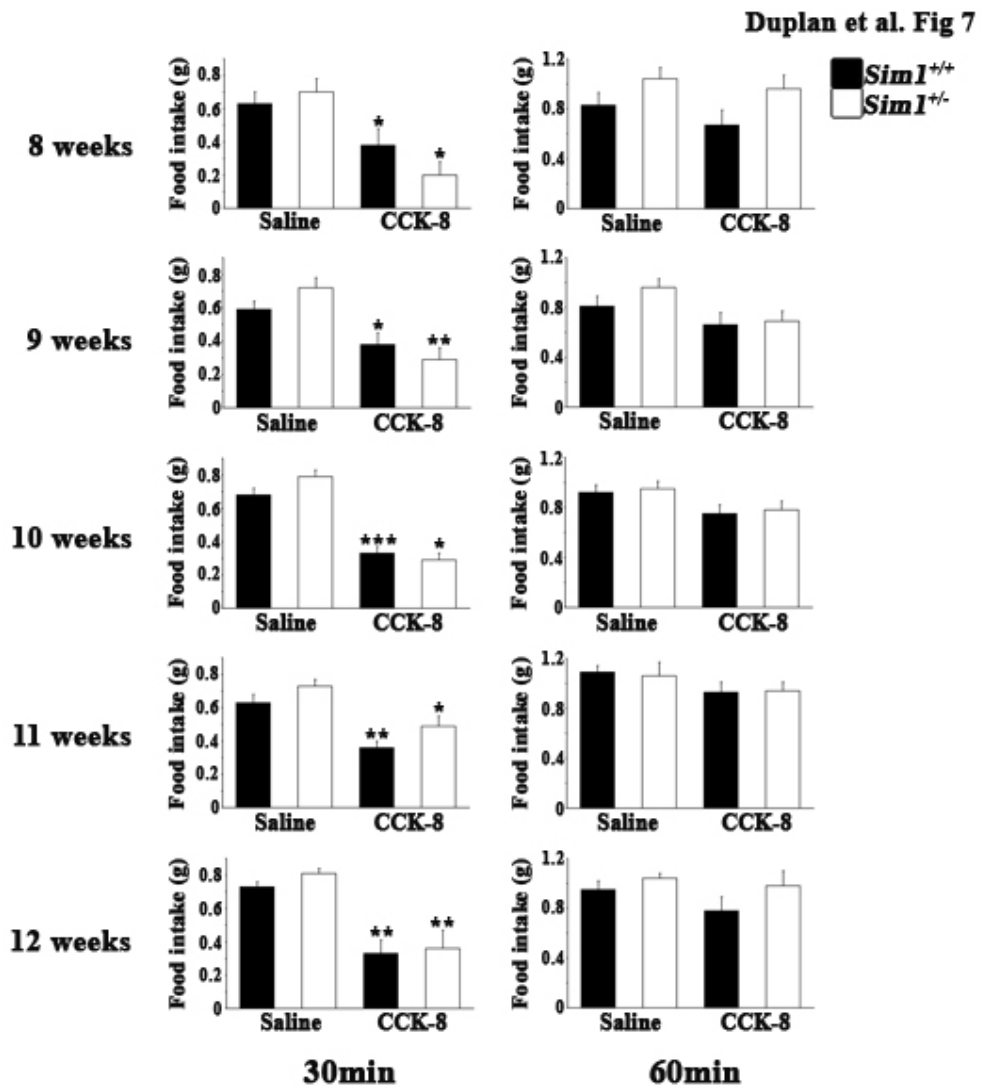 Duplan et al. Fig 7
Sim1+/+
Sim1+/-
8 weeks
Food intake (g)
0.8
0.6
0.4
0.2
0
*
*
Saline CCK-8
Food intake (g)
1.2
0.8
0.4
0
Saline CCK-8
9 weeks
Food intake (g)
0.8
0.6
0.4
0.2
0
*
**
Saline CCK-8
Food intake (g)
1.2
0.8
0.4
0
Saline CCK-8
10 weeks
Food intake (g)
0.8
0.6
0.4
0.2
0
***
*
Saline CCK-8
Food intake (g)
1.2
0.8
0.4
0
Saline CCK-8
11 weeks
Food intake (g)
0.8
0.6
0.4
0.2
0
**
*
Saline CCK-8
Food intake (g)
1.2
0.8
0.4
0
Saline CCK-8
12 weeks
Food intake (g)
0.8
0.6
0.4
0.2
0
**
**
Saline CCK-8
Food intake (g)
1.2
0.8
0.4
0
Saline CCK-8
30min
60min